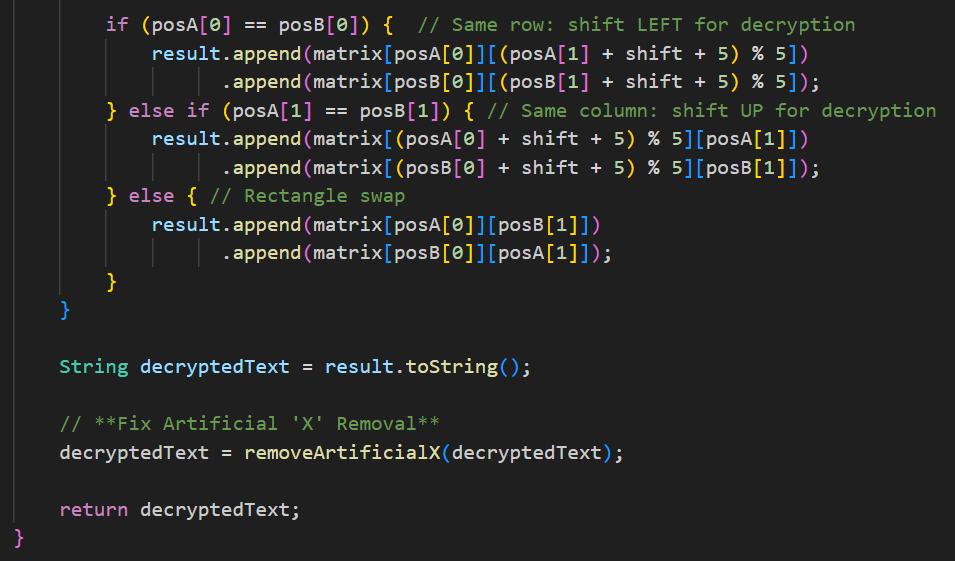 if (posA[0] == posB[0]) {  // Same row: shift LEFT for decryption
    result.append(matrix[posA[0]][(posA[1] + shift + 5) % 5])
          .append(matrix[posB[0]][(posB[1] + shift + 5) % 5]);
} else if (posA[1] == posB[1]) { // Same column: shift UP for decryption
    result.append(matrix[(posA[0] + shift + 5) % 5][posA[1]])
          .append(matrix[(posB[0] + shift + 5) % 5][posB[1]]);
} else { // Rectangle swap
    result.append(matrix[posA[0]][posB[1]])
          .append(matrix[posB[0]][posA[1]]);
}
}
String decryptedText = result.toString();
// **Fix Artificial 'X' Removal**
decryptedText = removeArtificialX(decryptedText);
return decryptedText;
}